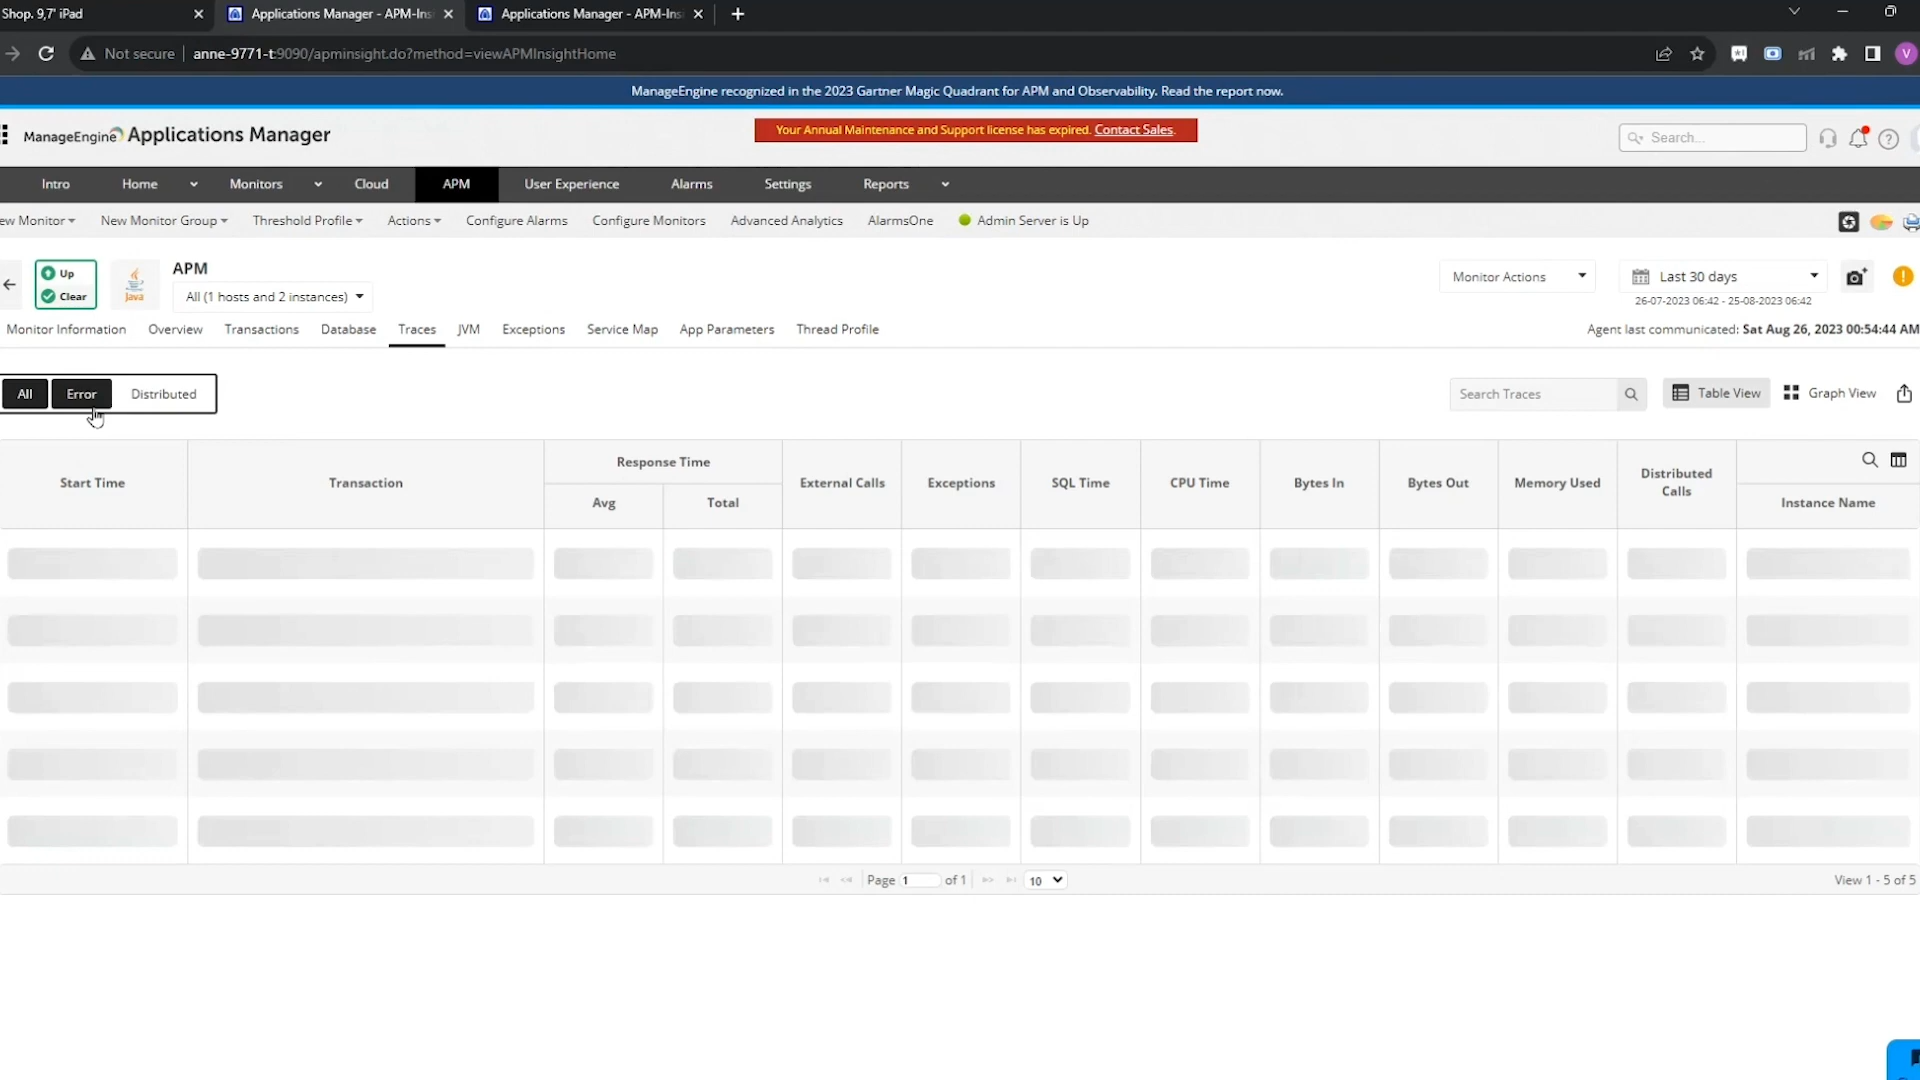 Shop. 9,7' iPad
Applications Manager - APM-Ins
Applications Manager - APM-Ins
Not secure anne-9771-t:9090/apminsight.do?method=viewAPMInsightHome
V
ManageEngine recognized in the 2023 Gartner Magic Quadrant for APM and Observability. Read the report now.
ManageEngine Applications Manager
Your Annual Maintenance and Support license has expired. Contact Sales.
Search...
Intro Home Monitors Cloud APM User Experience Alarms Settings Reports
ew Monitor New Monitor Group Threshold Profile Actions Configure Alarms Configure Monitors Advanced Analytics AlarmsOne Admin Server is Up
Up
Clear
Java
APM
All (1 hosts and 2 instances)
Monitor Actions
Last 30 days
26-07-2023 06:42 - 25-08-2023 06:42
Monitor Information Overview Transactions Database Traces JVM Exceptions Service Map App Parameters Thread Profile
Agent last communicated: Sat Aug 26, 2023 00:54:44 AM
All Error Distributed
Search Traces
Table View Graph View
Start Time Transaction Response Time Avg Total External Calls Exceptions SQL Time CPU Time Bytes In Bytes Out Memory Used Distributed Calls Instance Name
Page 1 of 1 10
View 1 - 5 of 5